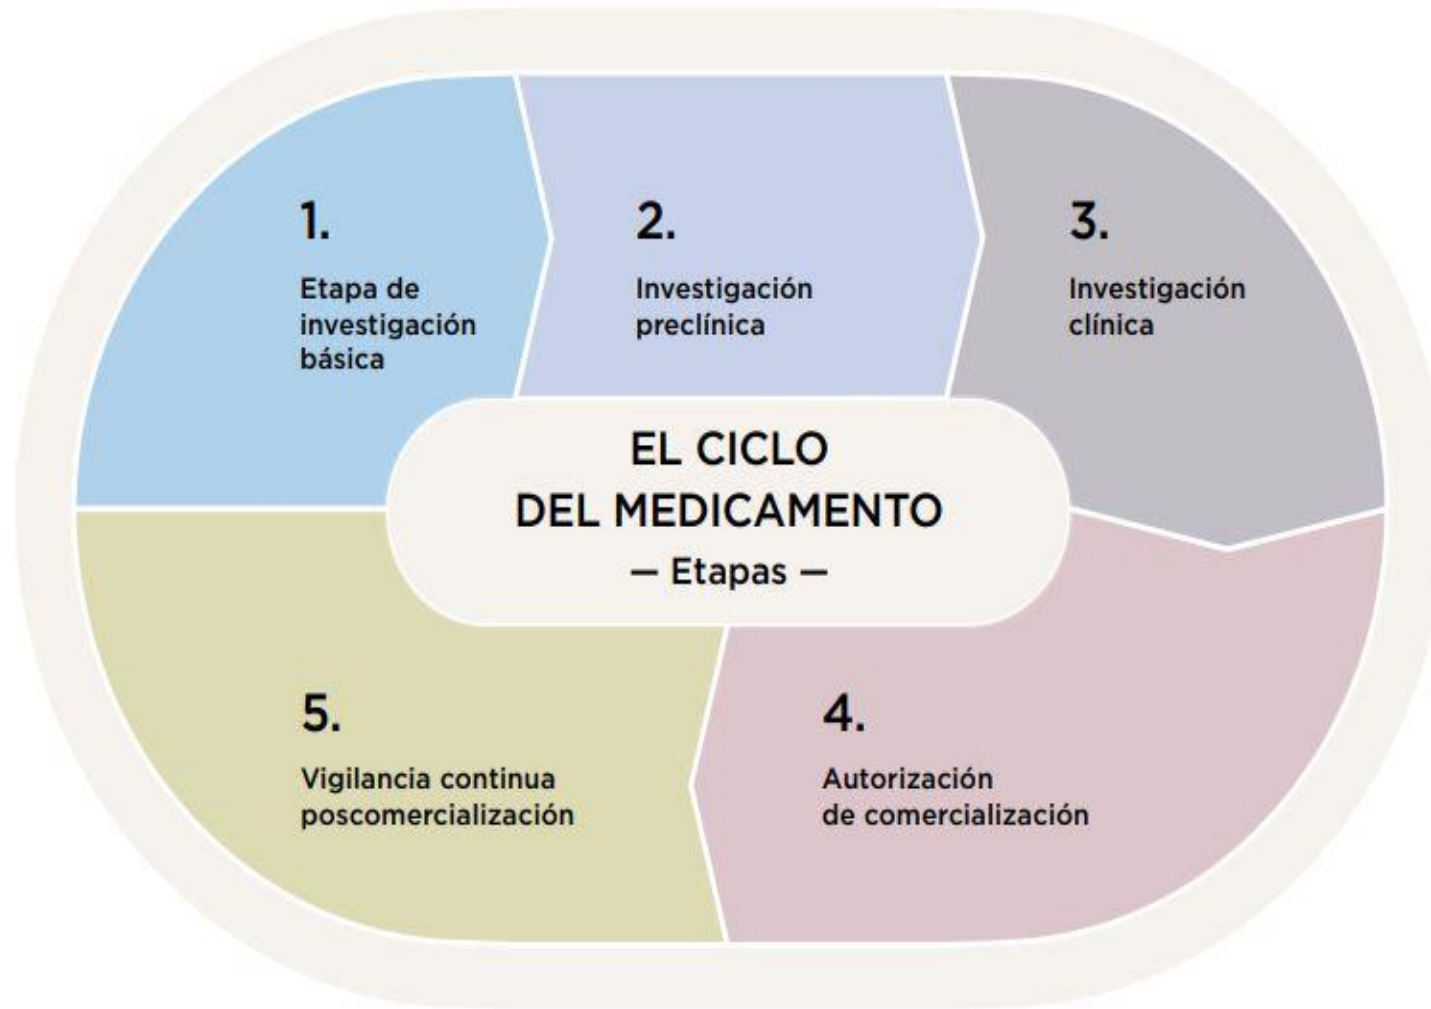 1.
Etapa de
investigación
básica
2.
Investigación
preclínica
3.
Investigación
clínica
EL CICLO
DEL MEDICAMENTO
— Etapas —
4.
Autorización
de comercialización
5.
Vigilancia continua
poscomercialización